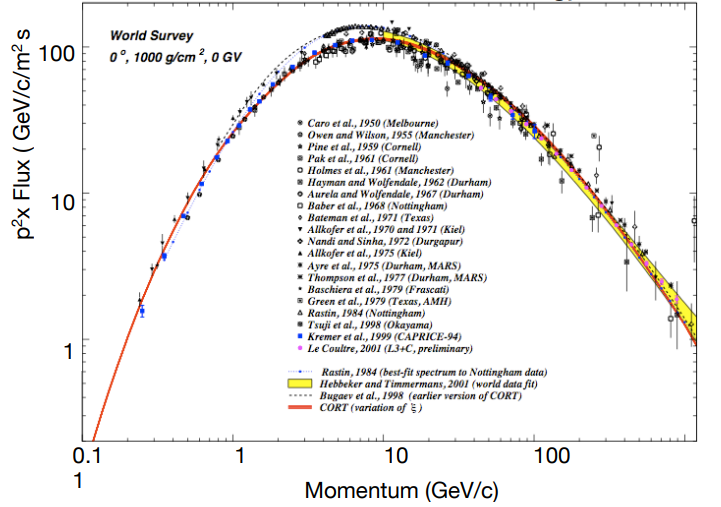 World Survey
0°, 1000 g/cm², 0 GV
p²x Flux ( GeV/c/m² s
100
10
1
Caro et al., 1950 (Melbourne)
Owen and Wilson, 1955 (Manchester)
Pine et al., 1959 (Cornell)
Pak et al., 1961 (Cornell)
Holmes et al., 1961 (Manchester)
Hayman and Wolfendale, 1962 (Durham)
Aurela and Wolfendale, 1967 (Durham)
Baber et al., 1968 (Nottingham)
Bateman et al., 1971 (Texas)
Allkofer et al., 1970 and 1971 (Kiel)
Nandi and Sinha, 1972 (Durgapur)
Allkofer et al., 1975 (Kiel)
Ayre et al., 1975 (Durham, MARS)
Thompson et al., 1977 (Durham, MARS)
Baschiera et al., 1979 (Frascati)
Green et al., 1979 (Texas, AMH)
Rastin, 1984 (Nottingham)
Tsuji et al., 1998 (Okayama)
Kremer et al., 1999 (CAPRICE-94)
Le Coultre, 2001 (L3+C, preliminary)
Rastin, 1984 (best-fit spectrum to Nottingham data)
Hebbeker and Timmermans, 2001 (world data fit)
Bugaev et al., 1998 (earlier version of CORT)
CORT (variation of ξ)
0.1 1 10 100
1
Momentum (GeV/c)